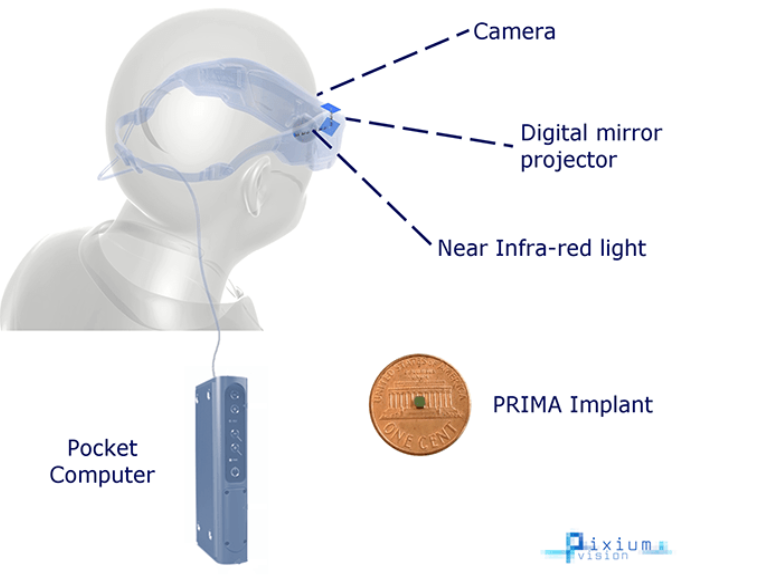 Camera
Digital mirror
projector
Near Infra-red light
UNITED STATES OF AMERICA
ONE CENT
PRIMA Implant
Pocket
Computer
pixium
vision